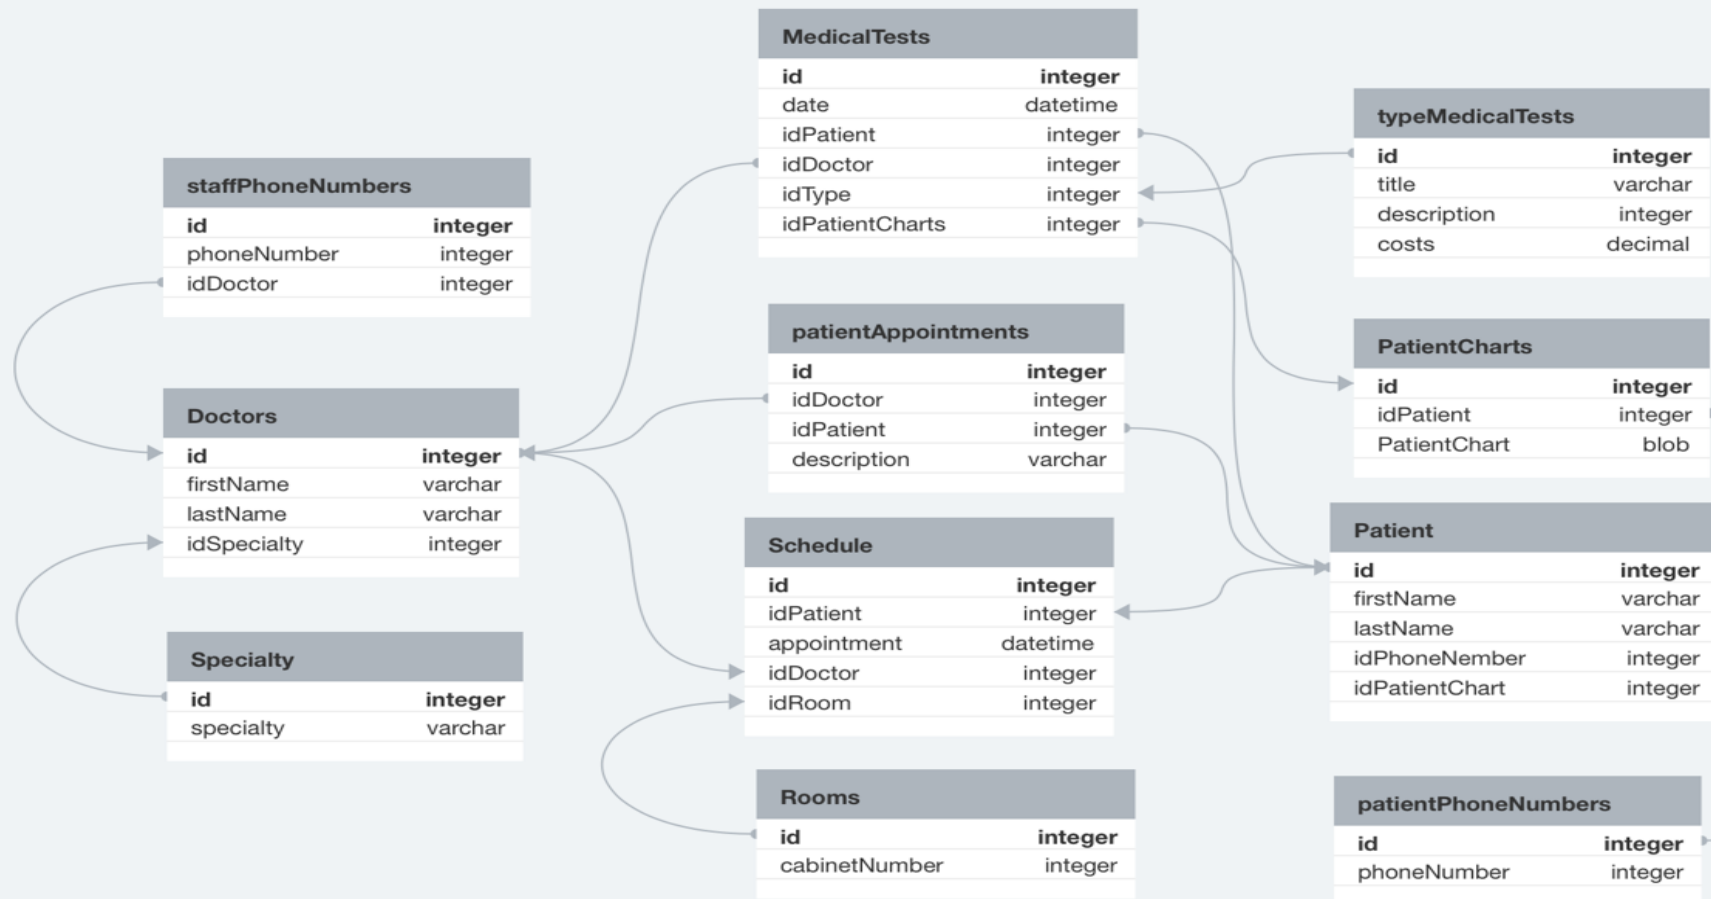 MedicalTests
id integer
date datetime
idPatient integer
idDoctor integer
idType integer
idPatientCharts integer
typeMedicalTests
id integer
title varchar
description integer
costs decimal
staffPhoneNumbers
id integer
phoneNumber integer
idDoctor integer
patientAppointments
id integer
idDoctor integer
idPatient integer
description varchar
PatientCharts
id integer
idPatient integer
PatientChart blob
Doctors
id integer
firstName varchar
lastName varchar
idSpecialty integer
Schedule
id integer
idPatient integer
appointment datetime
idDoctor integer
idRoom integer
Patient
id integer
firstName varchar
lastName varchar
idPhoneNember integer
idPatientChart integer
Specialty
id integer
specialty varchar
Rooms
id integer
cabinetNumber integer
patientPhoneNumbers
id integer
phoneNumber integer